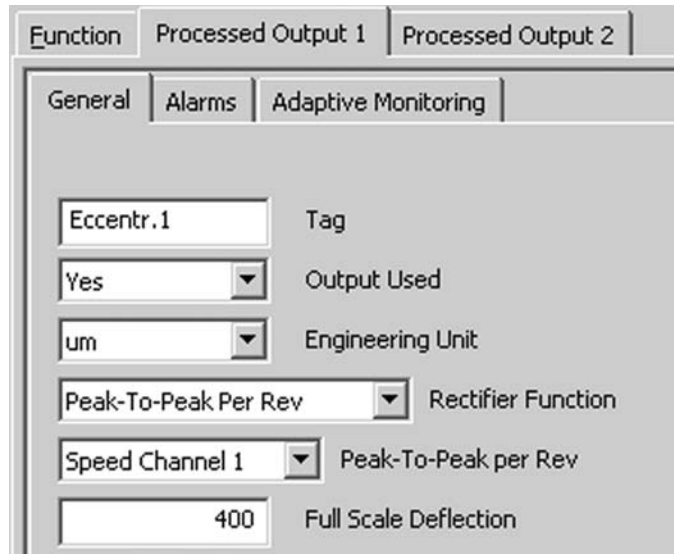 Function Processed Output 1 Processed Output 2
General Alarms Adaptive Monitoring
Eccentr.1 Tag
Yes Output Used
um Engineering Unit
Peak-To-Peak Per Rev Rectifier Function
Speed Channel 1 Peak-To-Peak per Rev
400 Full Scale Deflection